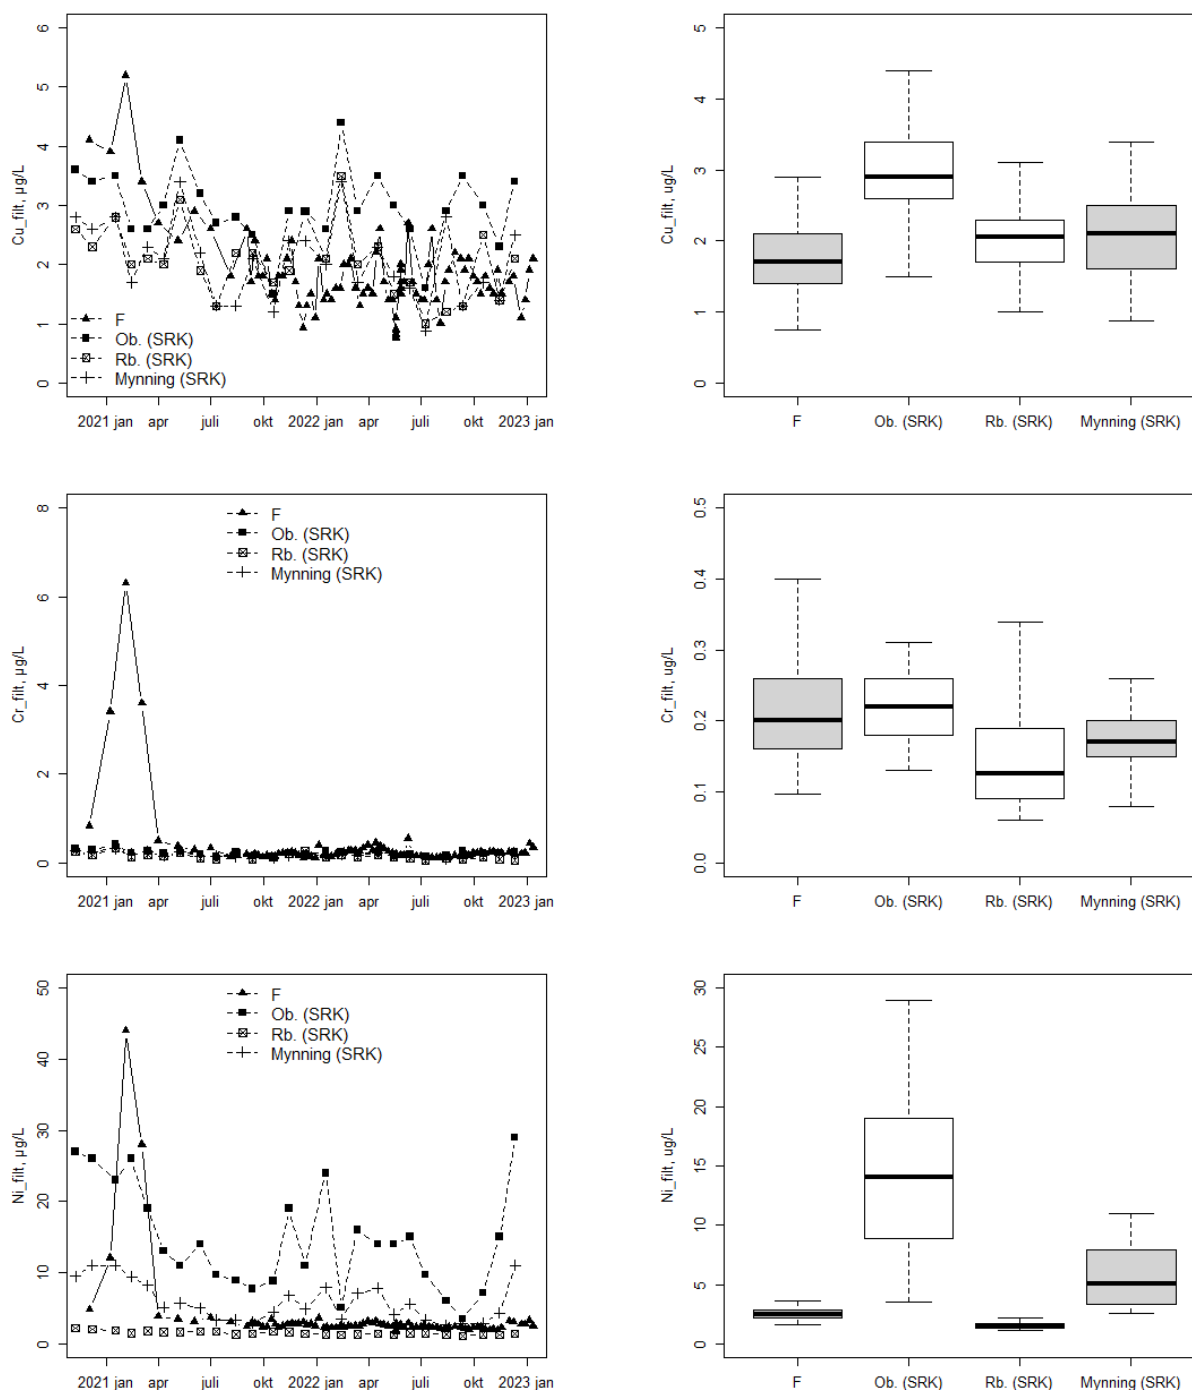 Cu_filt, µg/L
6
5
4
3
2
1
0
F
Ob. (SRK)
Rb. (SRK)
Mynning (SRK)
2021 jan apr juli okt 2022 jan apr juli 2023 jan
Cu_filt, ug/L
5
4
3
2
1
0
F Ob. (SRK) Rb. (SRK) Mynning (SRK)
Cr_filt, µg/L
8
6
4
2
0
F
Ob. (SRK)
Rb. (SRK)
Mynning (SRK)
2021 jan apr juli okt 2022 jan apr juli 2023 jan
Cr_filt, ug/L
0.5
0.4
0.3
0.2
0.1
0.0
F Ob. (SRK) Rb. (SRK) Mynning (SRK)
Ni_filt, µg/L
50
40
30
20
10
0
F
Ob. (SRK)
Rb. (SRK)
Mynning (SRK)
2021 jan apr juli okt 2022 jan apr juli 2023 jan
Ni_filt, ug/L
30
25
20
15
10
5
0
F Ob. (SRK) Rb. (SRK) Mynning (SRK)